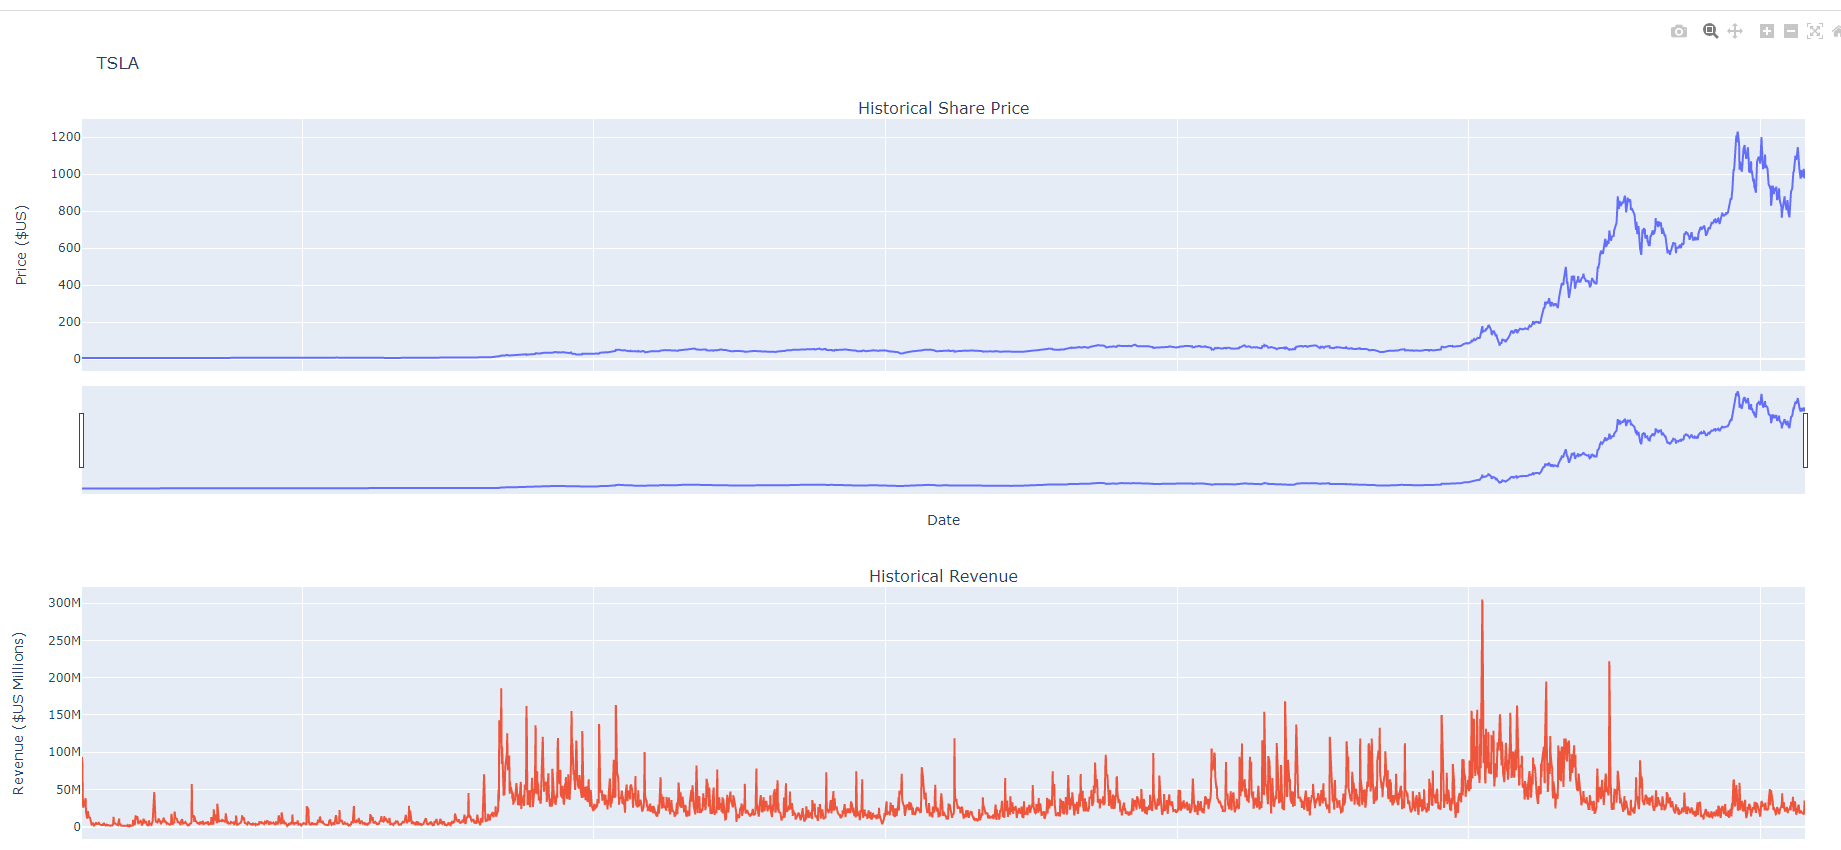 TSLA
Historical Share Price
1200
1000
800
600
400
200
0
Price ($US)
Date
Historical Revenue
300M
250M
200M
150M
100M
50M
0
Revenue ($US Millions)